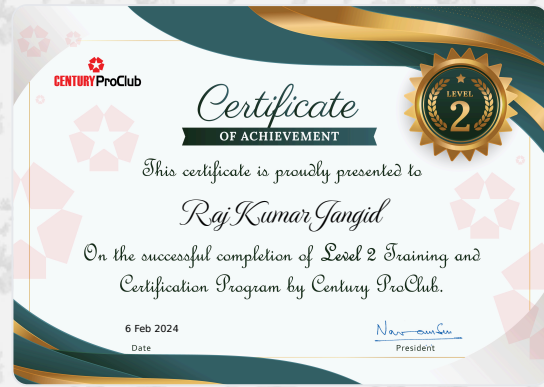 CENTURY ProClub
LEVEL
2
Certificate
OF ACHIEVEMENT
This certificate is proudly presented to
Raj Kumar Jangid
On the successful completion of Level 2 Training and
Certification Program by Century ProClub.
6 Feb 2024
Date
President